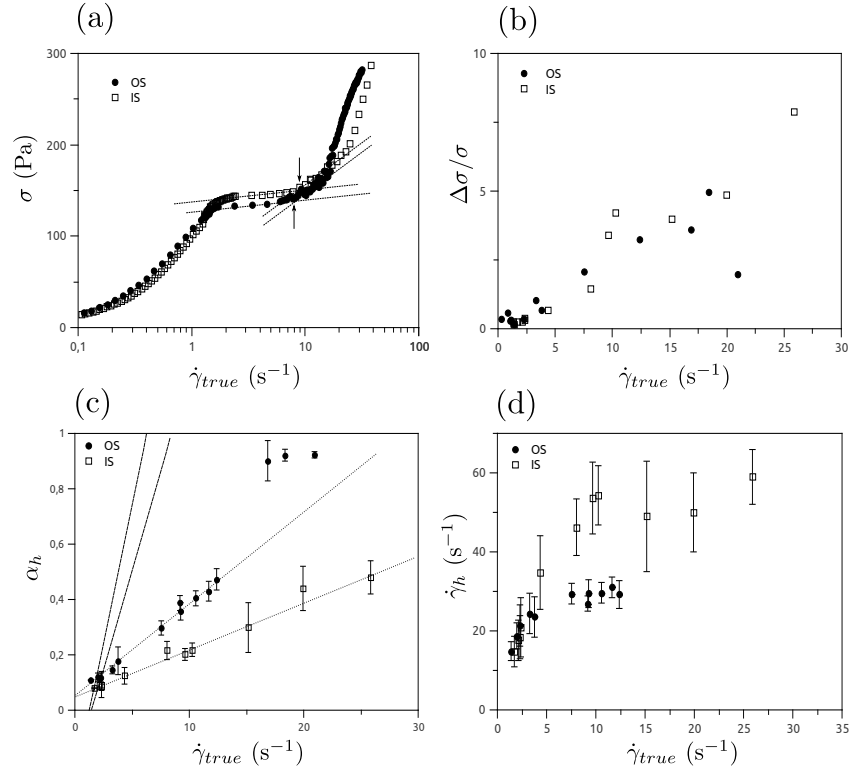 (a)
300
200
100
0
0,1
1
10
100
σ (Pa)
γ̇true (s−1)
OS
IS
(b)
10
5
0
0
5
10
15
20
25
30
Δσ/σ
γ̇true (s−1)
OS
IS
(c)
1
0,8
0,6
0,4
0,2
0
0
10
20
30
αh
γ̇true (s−1)
OS
IS
(d)
60
40
20
0
0
5
10
15
20
25
30
35
γ̇h (s−1)
γ̇true (s−1)
OS
IS